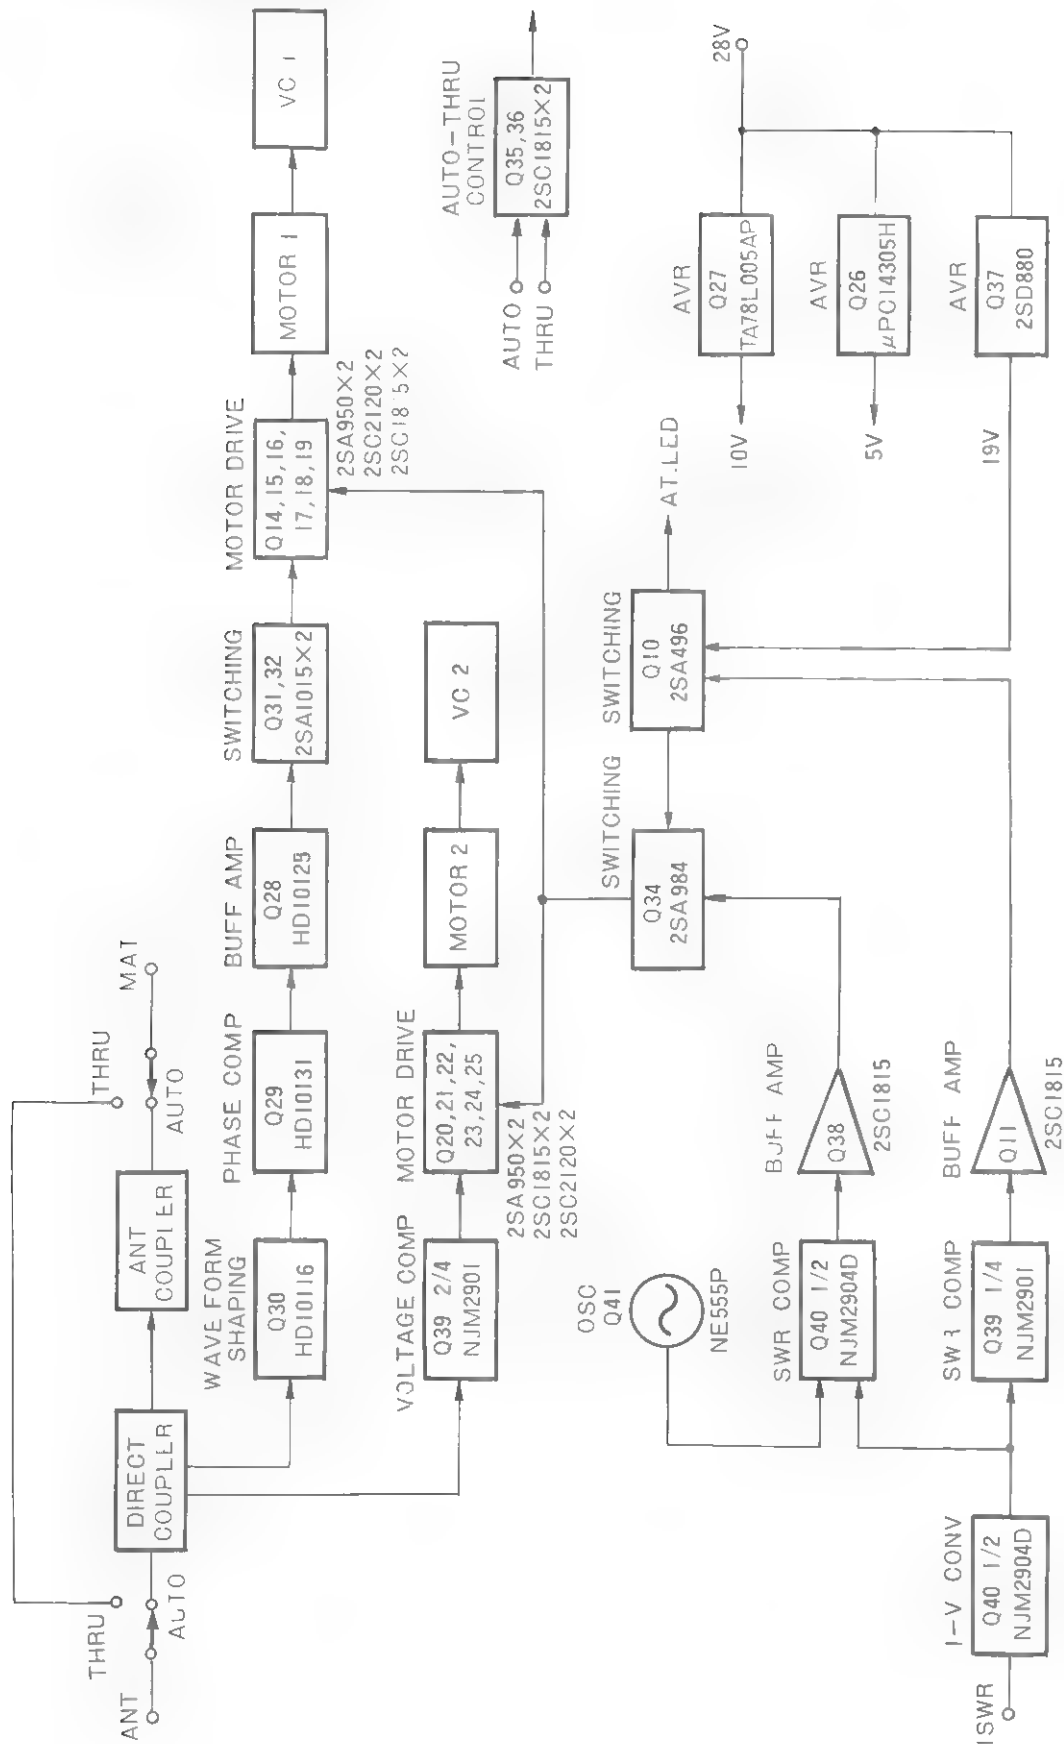 THRU
ANT
AUTO
DIRECT
COUPLER
ANT
COUPLER
THRU
AUTO
MAT
WAVE FORM
SHAPING
Q30
HD10116
PHASE COMP
Q29
HD10131
BUFF AMP
Q28
HD10125
SWITCHING
Q31,32
2SA1015×2
MOTOR DRIVE
Q14,15,16,
17,18,19
2SA950×2
2SC2120×2
2SC18 5×2
MOTOR 1
VC 1
VOLTAGE COMP
Q39 2/4
NJM2901
MOTOR DRIVE
Q20,21,22,
23,24,25
2SA950×2
2SC1815×2
2SC2120×2
MOTOR 2
VC 2
AUTO
THRU
AUTO-THRU
CONTROL
Q35,36
2SC1815×2
OSC
Q41
NE555P
SWITCHING
Q34
2SA984
SWITCHING
Q10
2SA496
AT.LED
SWR COMP
Q40 1/2
NJM2904D
BUFF AMP
Q38
2SC1815
I-V CONV
Q40 1/2
NJM2904D
ISWR
SWR COMP
Q39 1/4
NJM2901
BUFF AMP
Q11
2SC1815
10V
AVR
Q27
TA78L005AP
28V
5V
AVR
Q26
μPC14305H
19V
AVR
Q37
2SD880